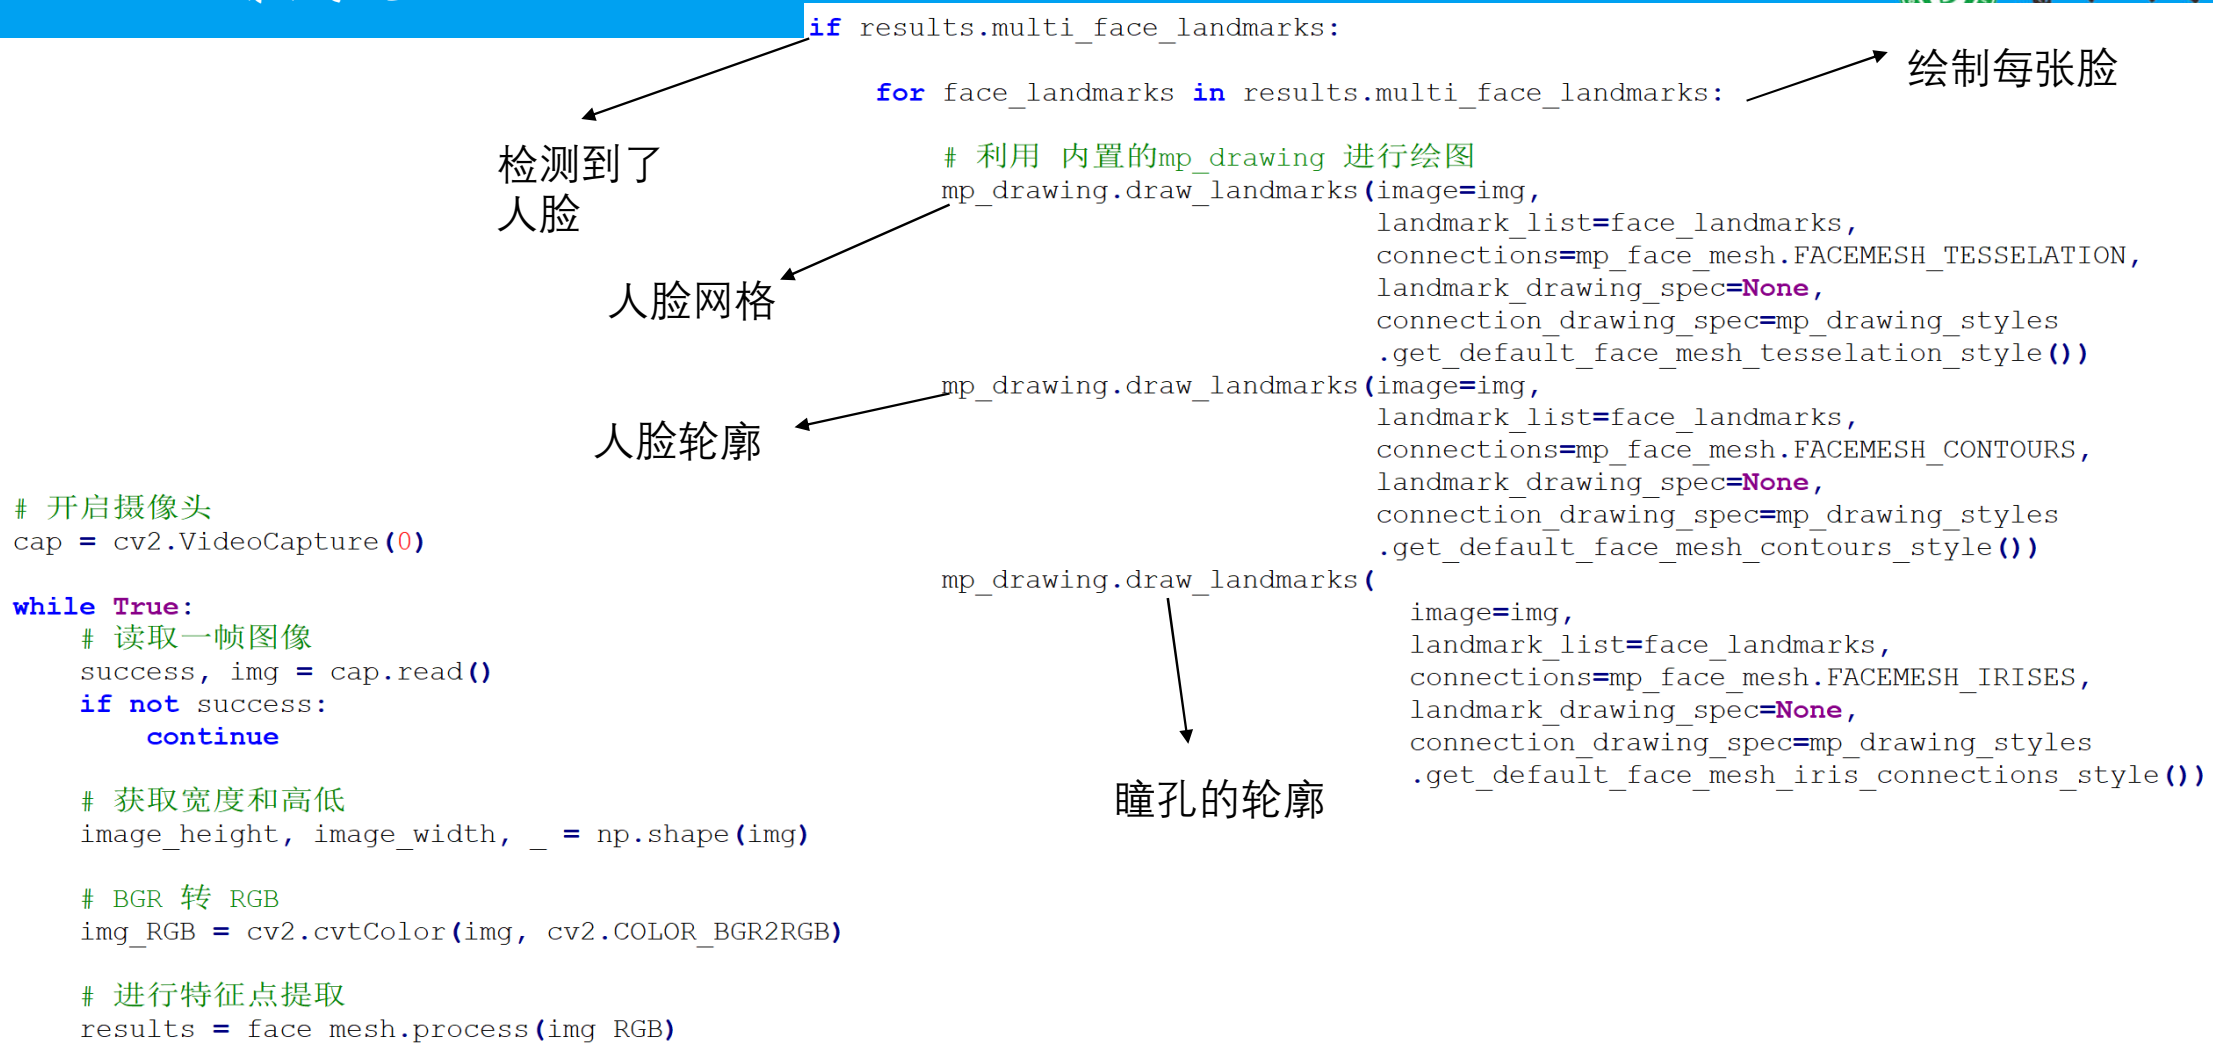 if results.multi_face_landmarks:
for face_landmarks in results.multi_face_landmarks:
绘制每张脸
检测到了
人脸
# 利用 内置的mp_drawing 进行绘图
mp_drawing.draw_landmarks(image=img,
landmark_list=face_landmarks,
connections=mp_face_mesh.FACEMESH_TESSELATION,
landmark_drawing_spec=None,
connection_drawing_spec=mp_drawing_styles
.get_default_face_mesh_tesselation_style())
人脸网格
mp_drawing.draw_landmarks(image=img,
landmark_list=face_landmarks,
connections=mp_face_mesh.FACEMESH_CONTOURS,
landmark_drawing_spec=None,
connection_drawing_spec=mp_drawing_styles
.get_default_face_mesh_contours_style())
人脸轮廓
mp_drawing.draw_landmarks(
image=img,
landmark_list=face_landmarks,
connections=mp_face_mesh.FACEMESH_IRISES,
landmark_drawing_spec=None,
connection_drawing_spec=mp_drawing_styles
.get_default_face_mesh_iris_connections_style())
瞳孔的轮廓
# 开启摄像头
cap = cv2.VideoCapture(0)
while True:
# 读取一帧图像
success, img = cap.read()
if not success:
continue
# 获取宽度和高低
image_height, image_width, _ = np.shape(img)
# BGR 转 RGB
img_RGB = cv2.cvtColor(img, cv2.COLOR_BGR2RGB)
# 进行特征点提取
results = face mesh.process(img RGB)